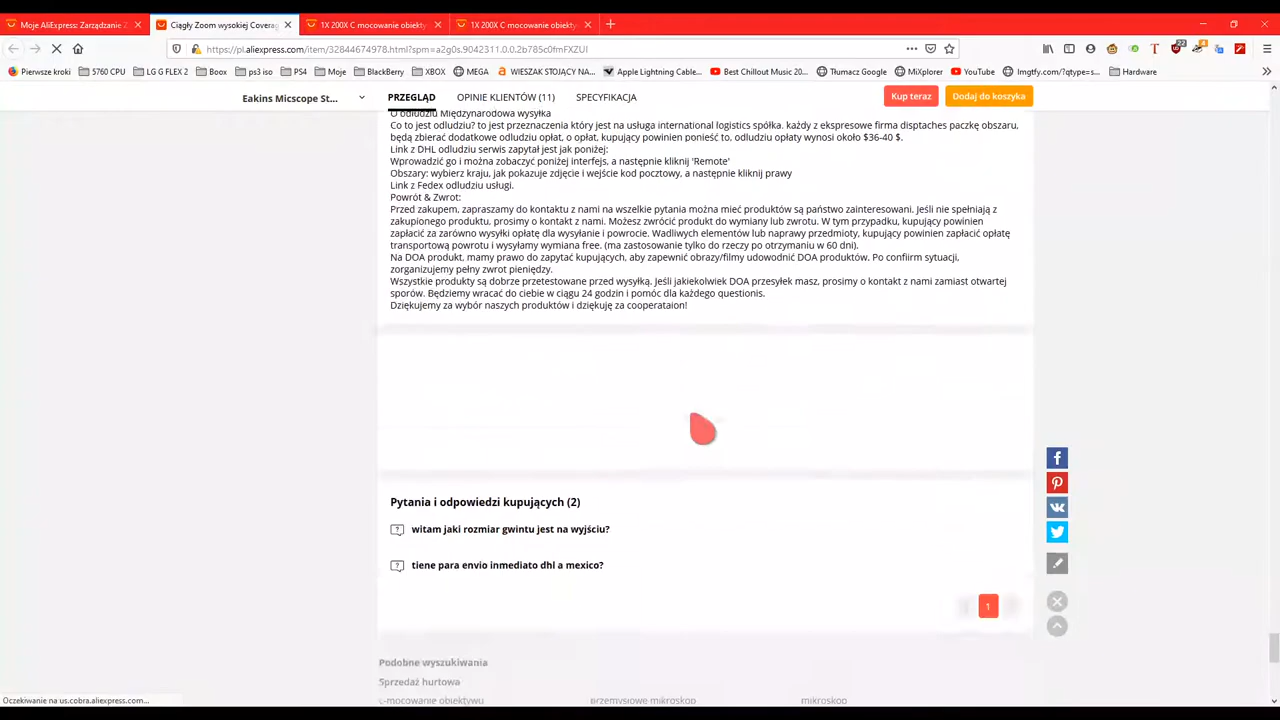 Moje AliExpress: Zarządzanie Z
Ciągły Zoom wysokiej Coverag
1X 200X C mocowanie obiekty
1X 200X C mocowanie obiekty
https://pl.aliexpress.com/item/32844674978.html?spm=a2g0s.9042311.0.0.2b785c0fmFXZUI
Pierwsze kroki
5760 CPU
LG G FLEX 2
Boox
ps3 iso
PS4
Moje
BlackBerry
XBOX
MEGA
WIESZAK STOJĄCY NA...
Apple Lightning Cable...
Best Chillout Music 20...
Tłumacz Google
MiXplorer
YouTube
lmgtfy.com/?qtype=s...
Hardware
Eakins Micscope St...
PRZEGLĄD
OPINIE KLIENTÓW (11)
SPECYFIKACJA
Kup teraz
Dodaj do koszyka
O odludziu Międzynarodowa wysyłka
Co to jest odludziu? to jest przeznaczenia który jest na usługa international logistics spółka. każdy z ekspresowe firma disptaches paczkę obszaru,
będą zbierać dodatkowe odludziu opłat, o opłat, kupujący powinien ponieść to, odludziu opłaty wynosi około $36-40 $.
Link z DHL odludziu serwis zapytał jest jak poniżej:
Wprowadzić go i można zobaczyć poniżej interfejs, a następnie kliknij 'Remote'
Obszary: wybierz kraju, jak pokazuje zdjęcie i wejście kod pocztowy, a następnie kliknij prawy
Link z Fedex odludziu usługi.
Powrót & Zwrot:
Przed zakupem, zapraszamy do kontaktu z nami na wszelkie pytania można mieć produktów są państwo zainteresowani. Jeśli nie spełniają z
zakupionego produktu, prosimy o kontakt z nami. Możesz zwrócić produkt do wymiany lub zwrotu. W tym przypadku, kupujący powinien
zapłacić za zarówno wysyłki opłatę dla wysyłanie i powrocie. Wadliwych elementów lub naprawy przedmioty, kupujący powinien zapłacić opłatę
transportową powrotu i wysyłamy wymiana free. (ma zastosowanie tylko do rzeczy po otrzymaniu w 60 dni).
Na DOA produkt, mamy prawo do zapytać kupujących, aby zapewnić obrazy/filmy udowodnić DOA produktów. Po confiirm sytuacji,
zorganizujemy pełny zwrot pieniędzy.
Wszystkie produkty są dobrze przetestowane przed wysyłką. Jeśli jakiekolwiek DOA przesyłek masz, prosimy o kontakt z nami zamiast otwartej
sporów. Będziemy wracać do ciebie w ciągu 24 godzin i pomóc dla każdego questionis.
Dziękujemy za wybór naszych produktów i dziękuję za cooperataion!
Pytania i odpowiedzi kupujących (2)
witam jaki rozmiar gwintu jest na wyjściu?
tiene para envio inmediato dhl a mexico?
1
Podobne wyszukiwania
Sprzedaż hurtowa
c-mocowanie obiektywu
przemysłowe mikroskop
mikroskop
Oczekiwanie na us.cobra.aliexpress.com...